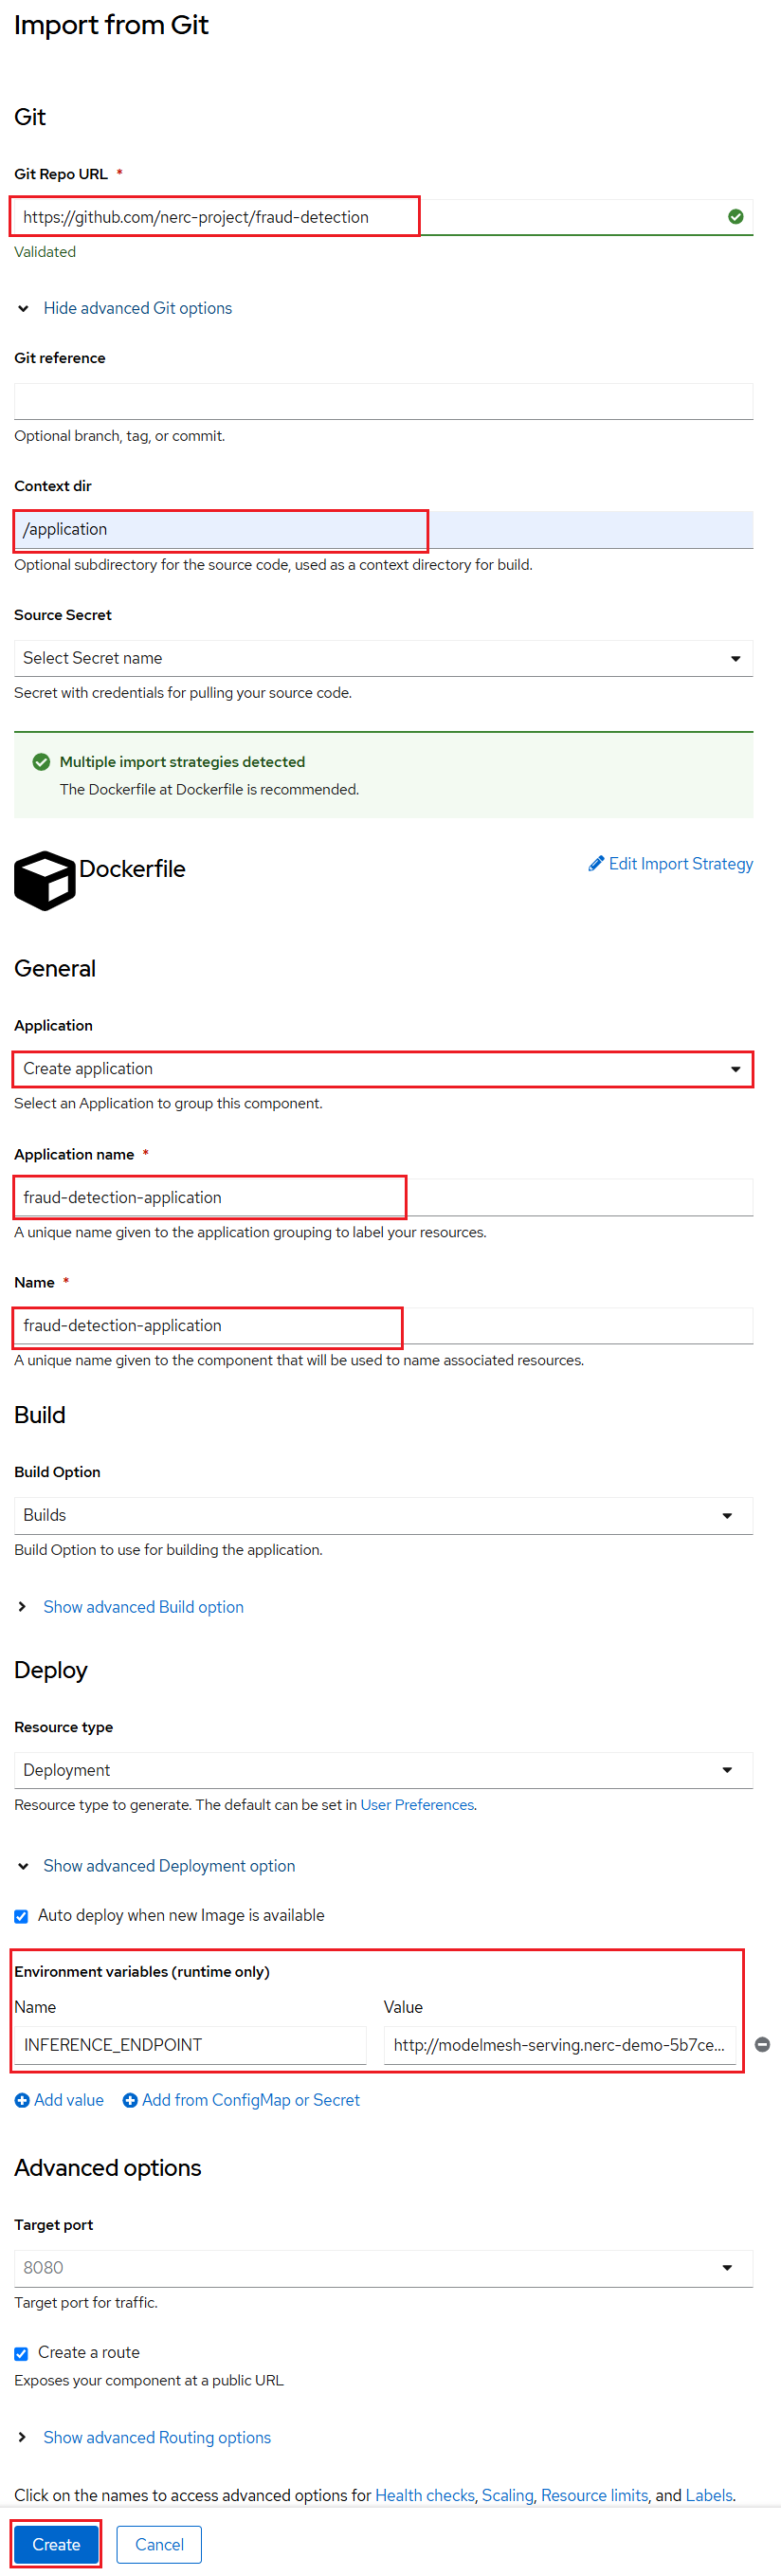 Import from Git
Git
Git Repo URL *
https://github.com/nerc-project/fraud-detection
Validated
Hide advanced Git options
Git reference
Optional branch, tag, or commit.
Context dir
/application
Optional subdirectory for the source code, used as a context directory for build.
Source Secret
Select Secret name
Secret with credentials for pulling your source code.
Multiple import strategies detected
The Dockerfile at Dockerfile is recommended.
Dockerfile
Edit Import Strategy
General
Application
Create application
Select an Application to group this component.
Application name *
fraud-detection-application
A unique name given to the application grouping to label your resources.
Name *
fraud-detection-application
A unique name given to the component that will be used to name associated resources.
Build
Build Option
Builds
Build Option to use for building the application.
Show advanced Build option
Deploy
Resource type
Deployment
Resource type to generate. The default can be set in User Preferences.
Show advanced Deployment option
Auto deploy when new Image is available
Environment variables (runtime only)
Name Value
INFERENCE_ENDPOINT http://modelmesh-serving.nerc-demo-5b7ce...
Add value Add from ConfigMap or Secret
Advanced options
Target port
8080
Target port for traffic.
Create a route
Exposes your component at a public URL
Show advanced Routing options
Click on the names to access advanced options for Health checks, Scaling, Resource limits, and Labels.
Create Cancel